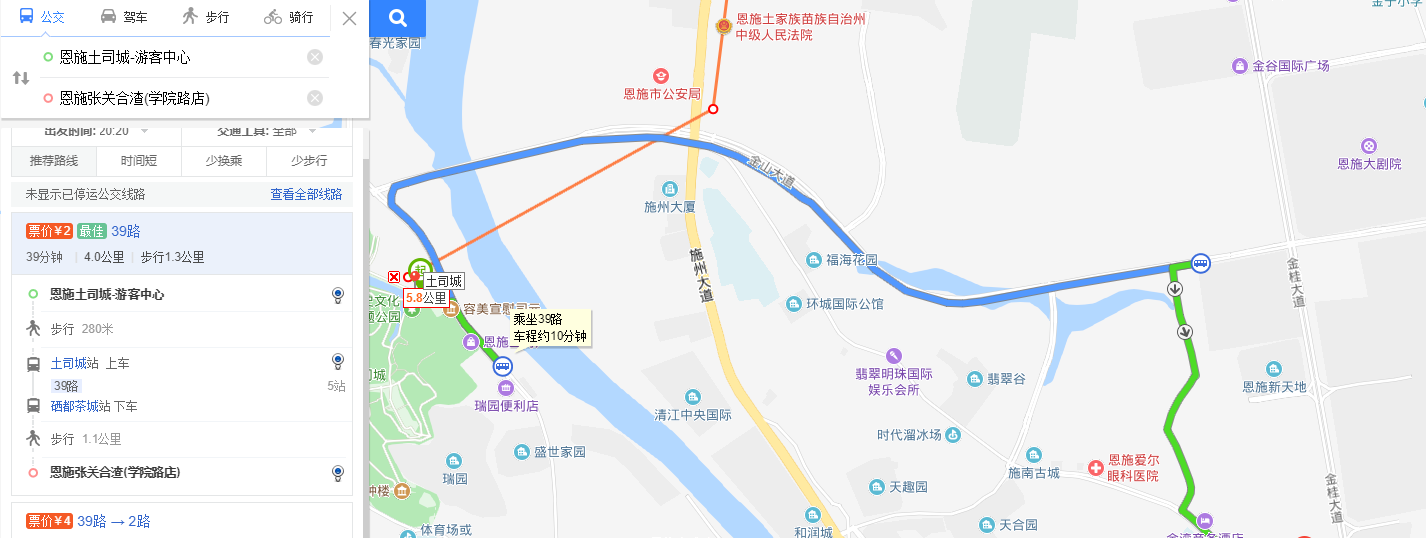 公交
驾车
步行
骑行
恩施土司城-游客中心
恩施张关合渣(学院路店)
出发时间: 20:20
交通工具: 全部
推荐路线
时间短
少换乘
少步行
未显示已停运公交线路
查看全部线路
票价¥2 最佳 39路
39分钟 | 4.0公里 | 步行1.3公里
恩施土司城-游客中心
步行 280米
土司城站 上车
39路
5站
硒都茶城站 下车
步行 1.1公里
恩施张关合渣(学院路店)
票价¥4 39路 → 2路
春光花园
恩施土家族苗族自治州
中级人民法院
恩施市公安局
金谷国际广场
恩施大剧院
金山大道
施州大厦
施州大道
福海花园
环城国际公馆
金桂大道
起
土司城
5.8公里
容美宣慰司
乘坐39路
车程约10分钟
瑞园便利店
翡翠明珠国际
娱乐会所
翡翠谷
恩施新天地
清江中央国际
时代溜冰场
盛世家园
瑞园
施南古城
恩施爱尔
眼科医院
天趣园
金桂大道
钟楼
体育场或
和润城
天合园